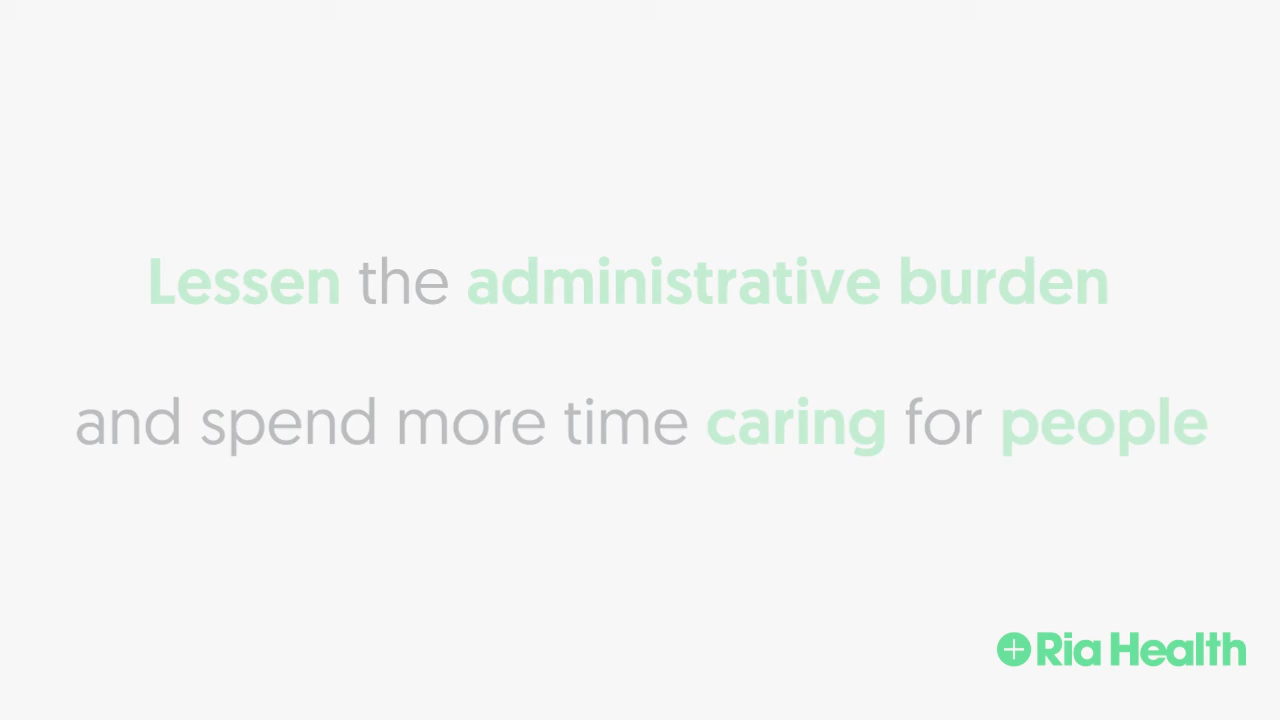 Lessen the administrative burden
and spend more time caring for people
Ria Health